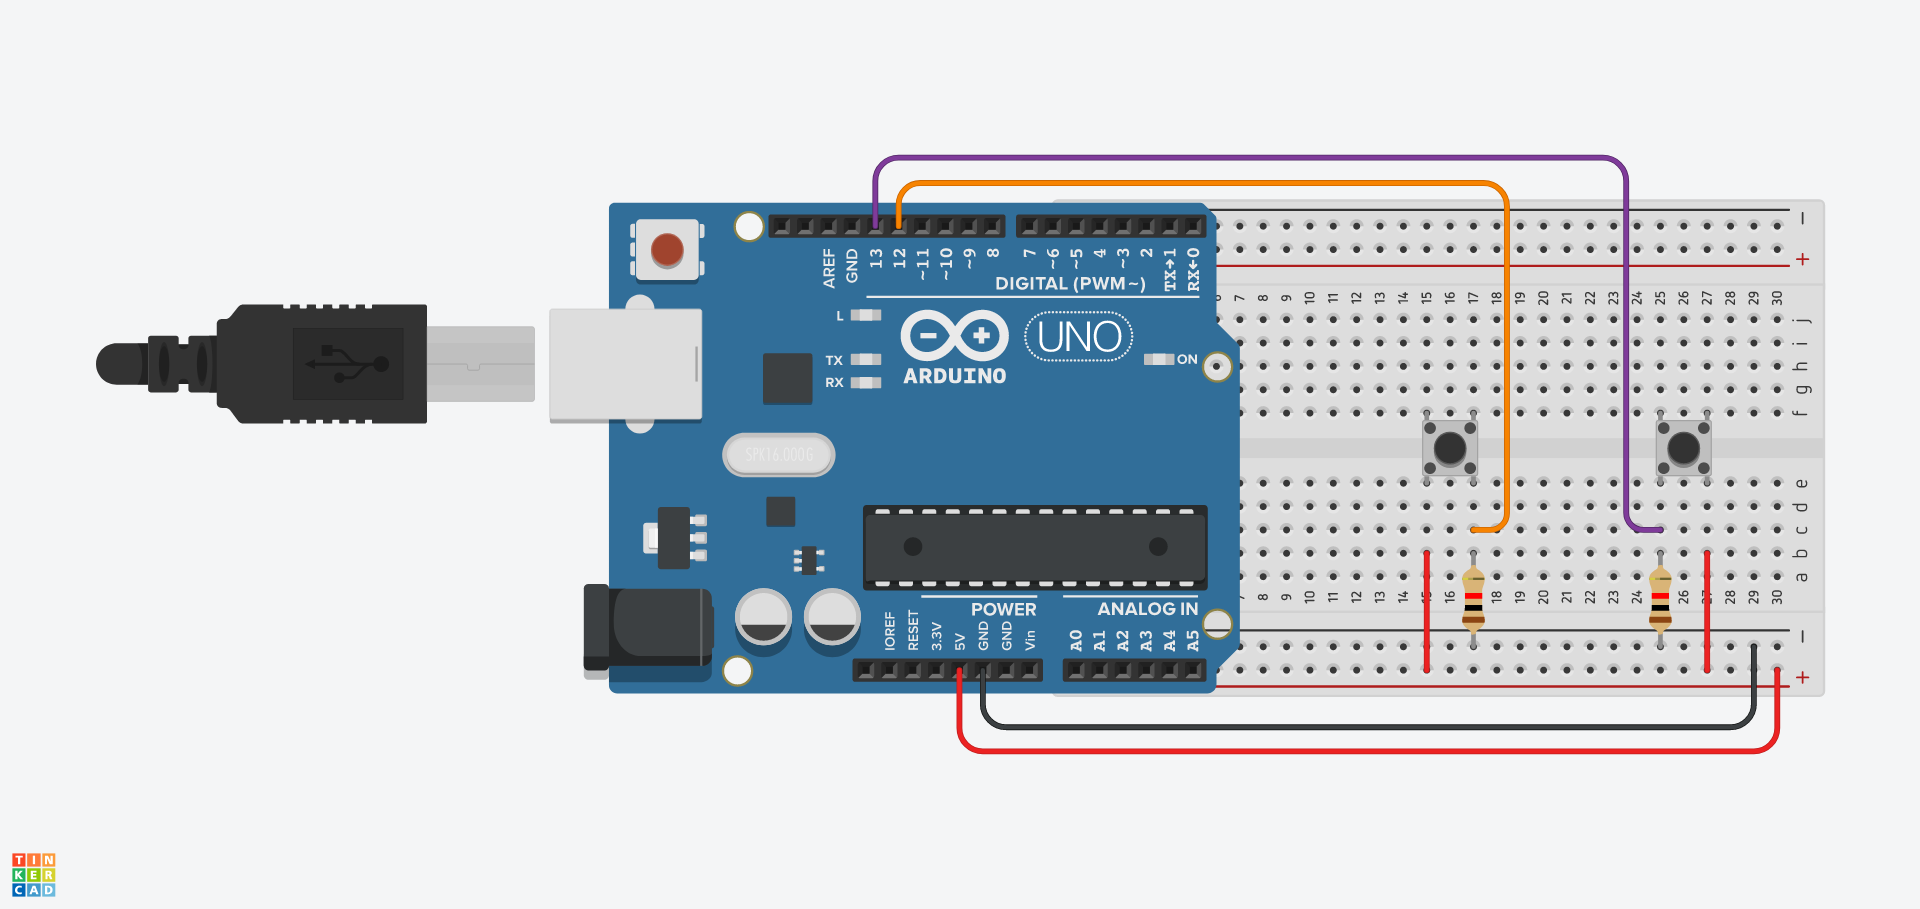 AREF GND 13 12 ~11 ~10 ~9 8 7 ~6 ~5 4 ~3 2 TX→1 RX←0
DIGITAL (PWM~)
−
+
6 7 8 9 10 11 12 13 14 15 16 17 18 19 20 21 22 23 24 25 26 27 28 29 30
L
TX
RX
UNO
ON
ARDUINO
j
i
h
g
f
SPK16.000G
e
d
c
b
a
7 8 9 10 11 12 13 14 15 16 18 19 20 21 22 23 24 26 27 28 29 30
POWER
ANALOG IN
IOREF RESET 3.3V 5V GND GND Vin A0 A1 A2 A3 A4 A5
−
+
TIN
KER
CAD